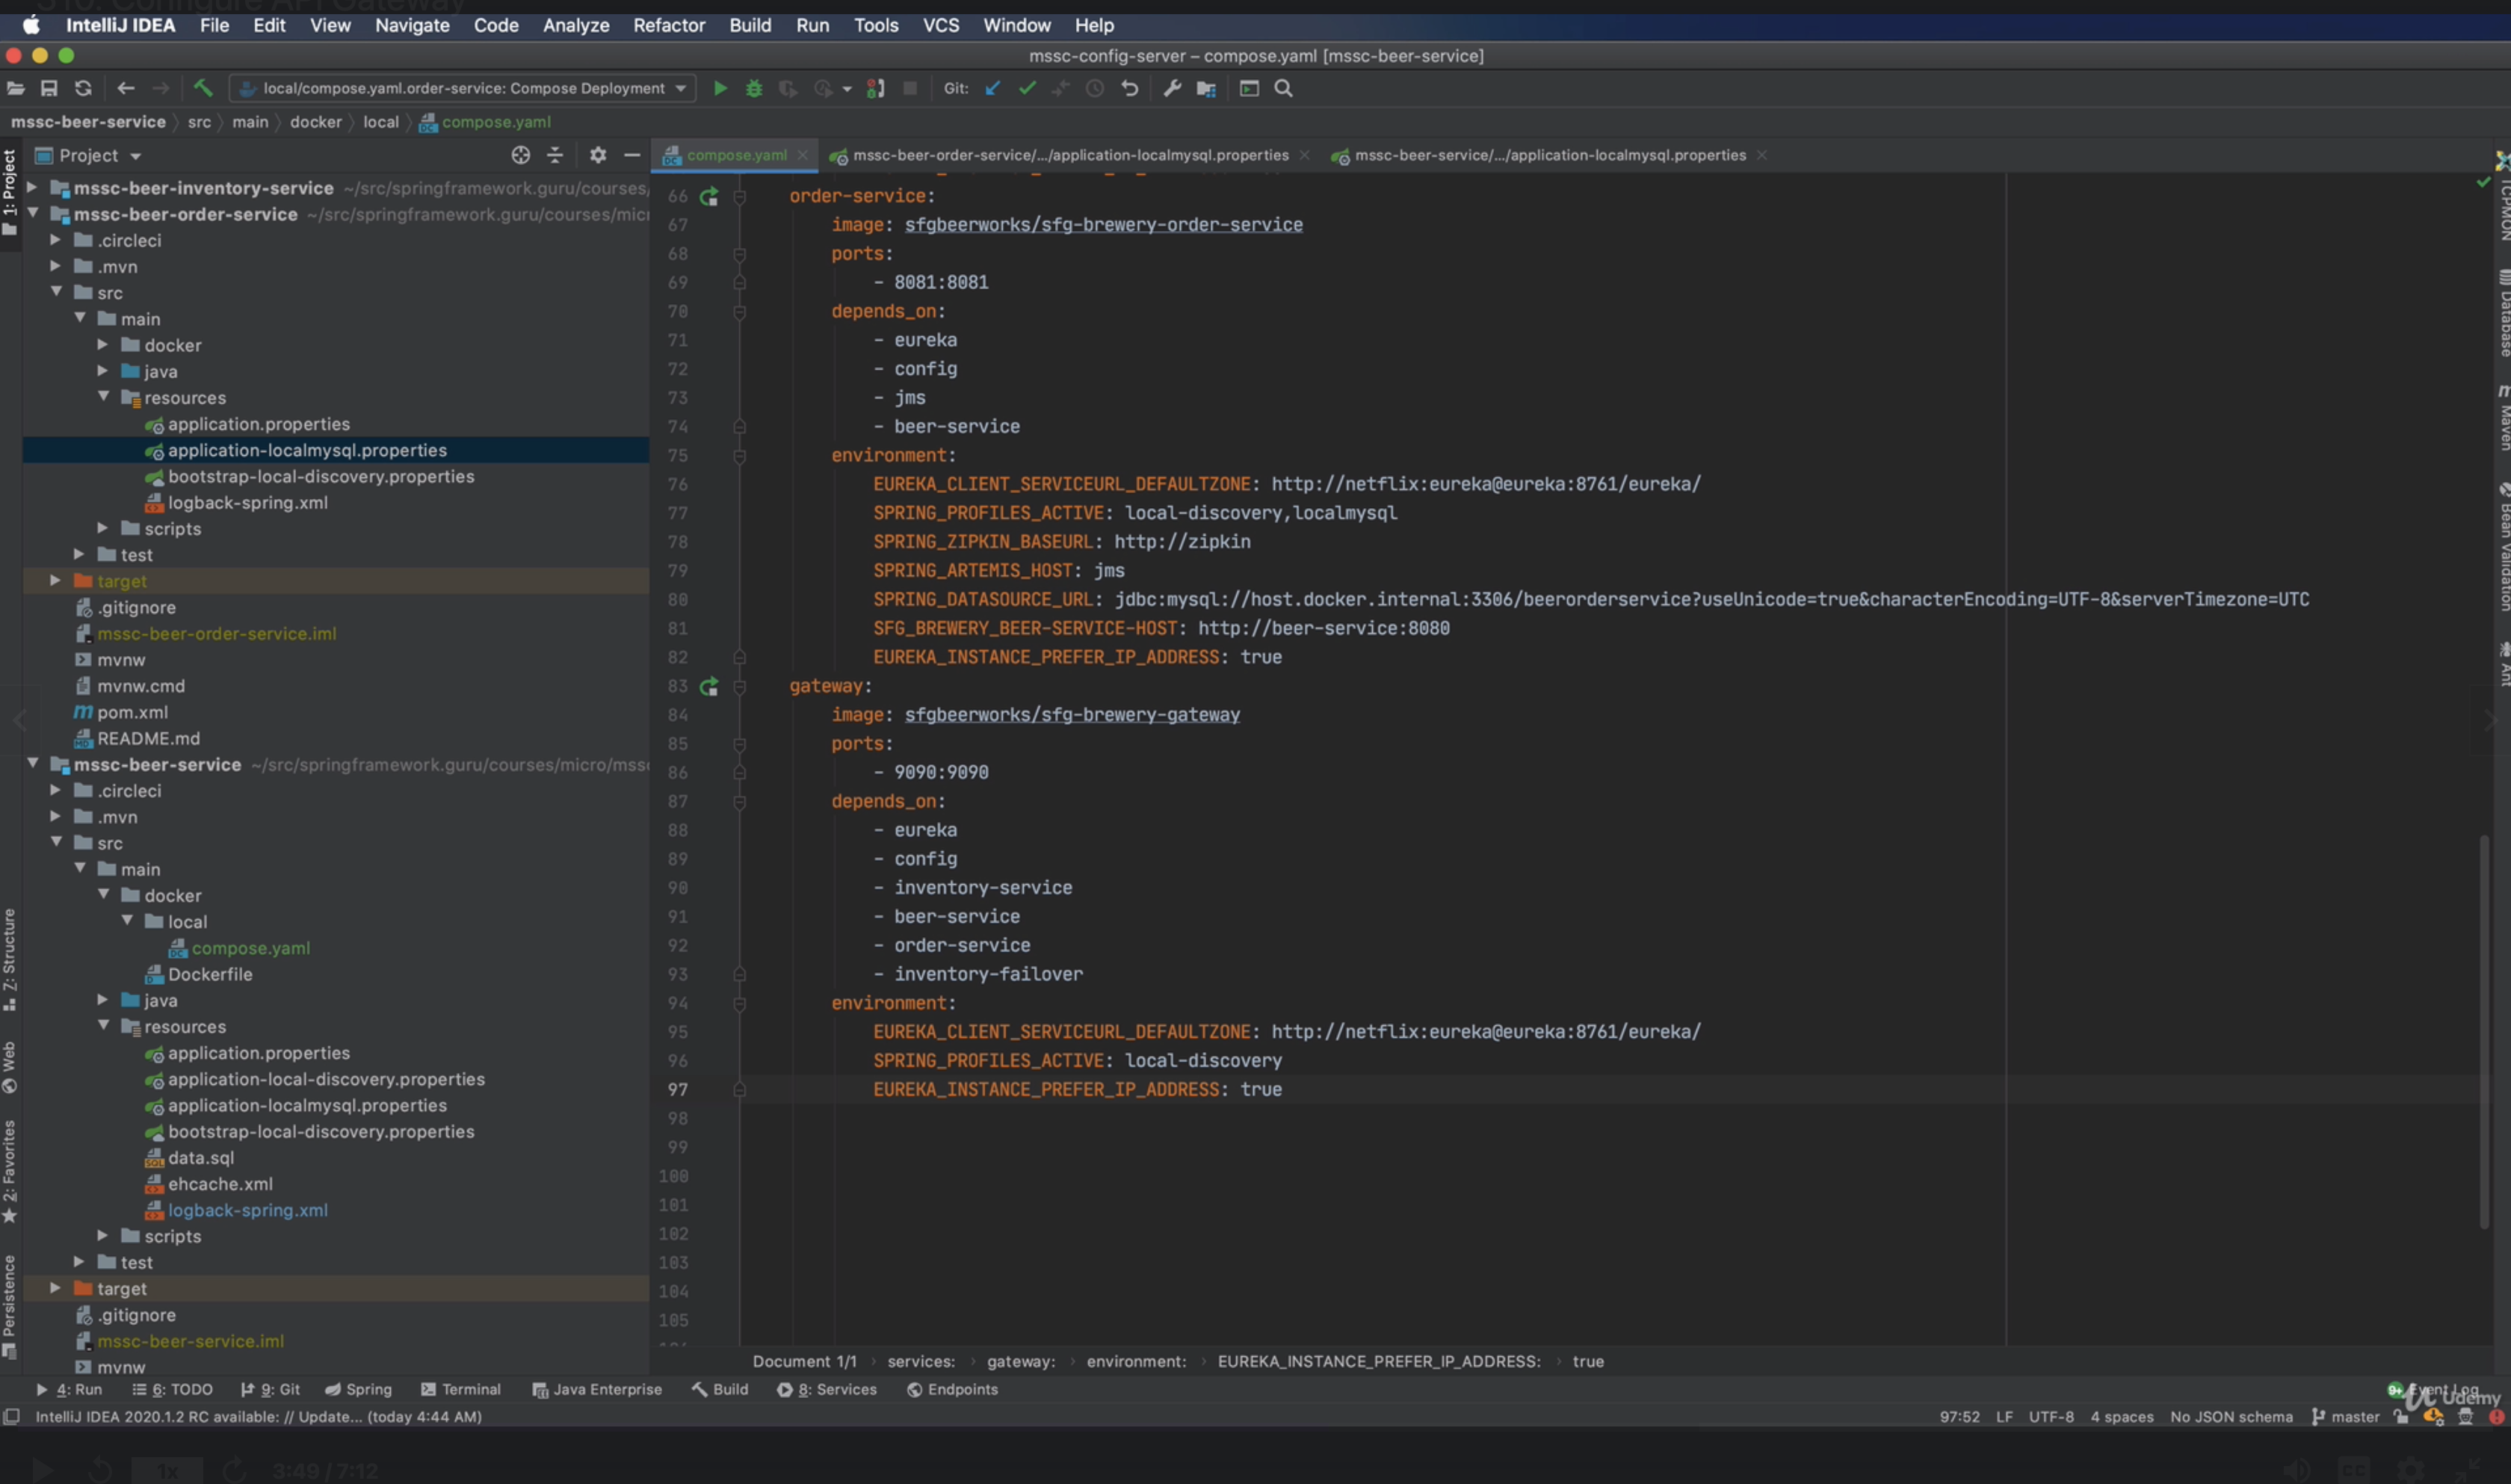 S10. Configure API Gateway
IntelliJ IDEA File Edit View Navigate Code Analyze Refactor Build Run Tools VCS Window Help
mssc-config-server – compose.yaml [mssc-beer-service]
local/compose.yaml.order-service: Compose Deployment Git:
mssc-beer-service src main docker local compose.yaml
1: Project
Project
mssc-beer-inventory-service ~/src/springframework.guru/courses/
mssc-beer-order-service ~/src/springframework.guru/courses/micr
.circleci
.mvn
src
main
docker
java
resources
application.properties
application-localmysql.properties
bootstrap-local-discovery.properties
logback-spring.xml
scripts
test
target
.gitignore
mssc-beer-order-service.iml
mvnw
mvnw.cmd
pom.xml
README.md
mssc-beer-service ~/src/springframework.guru/courses/micro/mss
.circleci
.mvn
src
main
docker
local
compose.yaml
Dockerfile
java
resources
application.properties
application-local-discovery.properties
application-localmysql.properties
bootstrap-local-discovery.properties
data.sql
ehcache.xml
logback-spring.xml
scripts
test
target
.gitignore
mssc-beer-service.iml
mvnw
Z: Structure
Web
2: Favorites
Persistence
compose.yaml mssc-beer-order-service/.../application-localmysql.properties mssc-beer-service/.../application-localmysql.properties
66 order-service:
67 image: sfgbeerworks/sfg-brewery-order-service
68 ports:
69 - 8081:8081
70 depends_on:
71 - eureka
72 - config
73 - jms
74 - beer-service
75 environment:
76 EUREKA_CLIENT_SERVICEURL_DEFAULTZONE: http://netflix:eureka@eureka:8761/eureka/
77 SPRING_PROFILES_ACTIVE: local-discovery,localmysql
78 SPRING_ZIPKIN_BASEURL: http://zipkin
79 SPRING_ARTEMIS_HOST: jms
80 SPRING_DATASOURCE_URL: jdbc:mysql://host.docker.internal:3306/beerorderservice?useUnicode=true&characterEncoding=UTF-8&serverTimezone=UTC
81 SFG_BREWERY_BEER-SERVICE-HOST: http://beer-service:8080
82 EUREKA_INSTANCE_PREFER_IP_ADDRESS: true
83 gateway:
84 image: sfgbeerworks/sfg-brewery-gateway
85 ports:
86 - 9090:9090
87 depends_on:
88 - eureka
89 - config
90 - inventory-service
91 - beer-service
92 - order-service
93 - inventory-failover
94 environment:
95 EUREKA_CLIENT_SERVICEURL_DEFAULTZONE: http://netflix:eureka@eureka:8761/eureka/
96 SPRING_PROFILES_ACTIVE: local-discovery
97 EUREKA_INSTANCE_PREFER_IP_ADDRESS: true
98
99
100
101
102
103
104
105
TCPMON
Database
Maven
Bean Validation
Ant
Document 1/1 services: gateway: environment: EUREKA_INSTANCE_PREFER_IP_ADDRESS: true
4: Run 6: TODO 9: Git Spring Terminal Java Enterprise Build 8: Services Endpoints 9+ Event Log
Udemy
IntelliJ IDEA 2020.1.2 RC available: // Update... (today 4:44 AM) 97:52 LF UTF-8 4 spaces No JSON schema master
1x 3:49 / 7:12